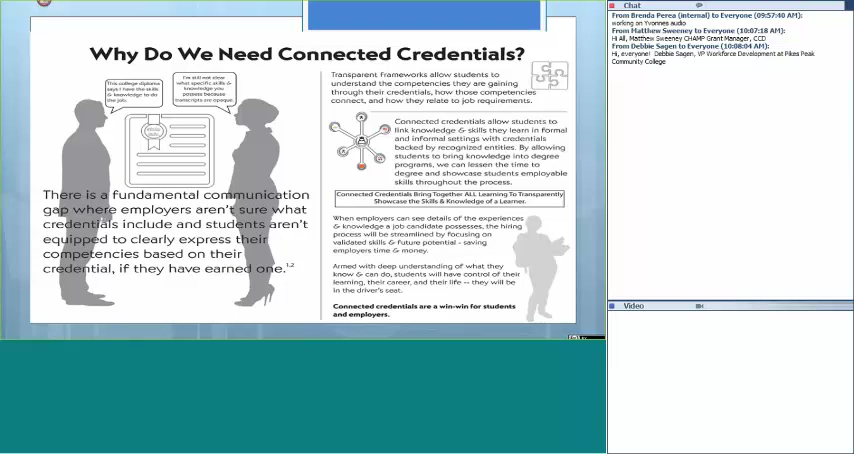 Why Do We Need Connected Credentials?
This college diploma
says I have the skills
& knowledge to do
the job.
I'm still not clear
what specific skills &
knowledge you
possess because
transcripts are opaque.
There is a fundamental communication
gap where employers aren't sure what
credentials include and students aren't
equipped to clearly express their
competencies based on their
credential, if they have earned one.1,2
Transparent Frameworks allow students to
understand the competencies they are gaining
through their credentials, how those competencies
connect, and how they relate to job requirements.
Connected credentials allow students to
link knowledge & skills they learn in formal
and informal settings with credentials
backed by recognized entities. By allowing
students to bring knowledge into degree
programs, we can lessen the time to
degree and showcase students employable
skills throughout the process.
Connected Credentials Bring Together ALL Learning To Transparently
Showcase the Skills & Knowledge of a Learner.
When employers can see details of the experiences
& knowledge a job candidate possesses, the hiring
process will be streamlined by focusing on
validated skills & future potential - saving
employers time & money.
Armed with deep understanding of what they
know & can do, students will have control of their
learning, their career, and their life -- they will be
in the driver's seat.
Connected credentials are a win-win for students
and employers.
Chat
From Brenda Perea (internal) to Everyone (09:57:40 AM):
working on Yvonnes audio
From Matthew Sweeney to Everyone (10:07:18 AM):
Hi All, Matthew Sweeney CHAMP Grant Manager, CCD
From Debbie Sagen to Everyone (10:08:04 AM):
Hi, everyone! Debbie Sagen, VP Workforce Development at Pikes Peak
Community College
Video